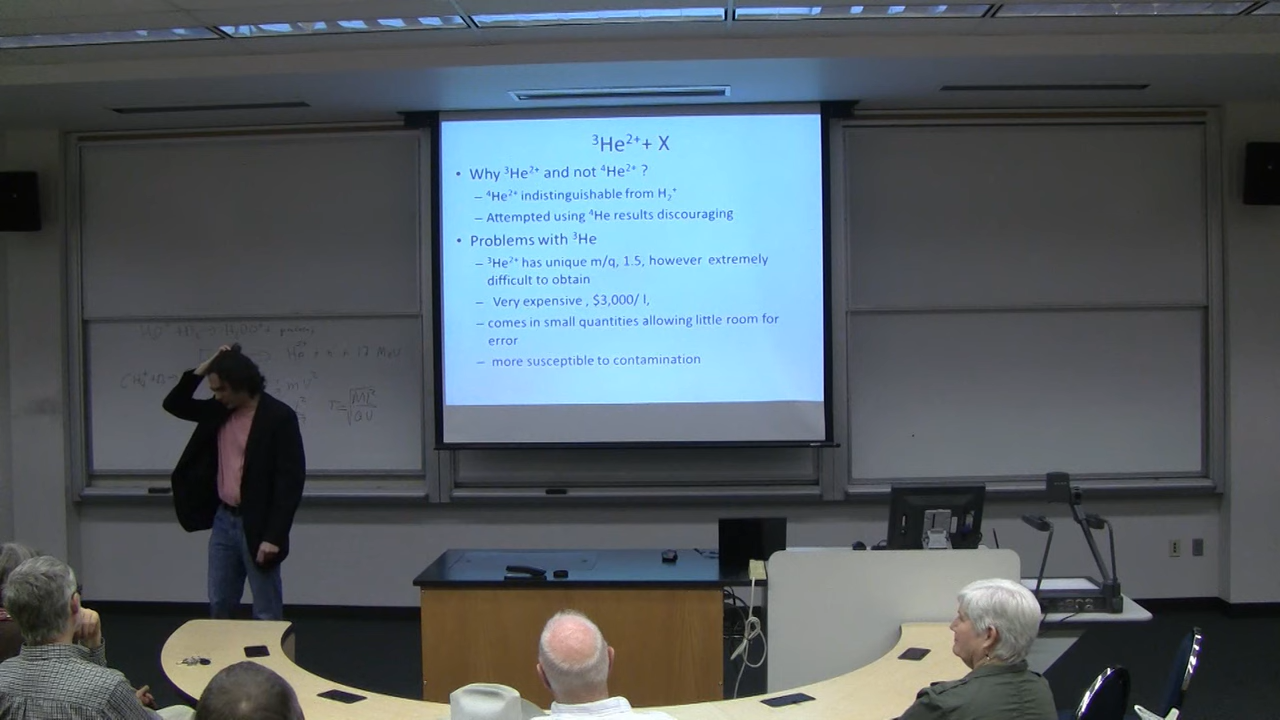 ³He²⁺+ X
• Why ³He²⁺ and not ⁴He²⁺ ?
– ⁴He²⁺ indistinguishable from H₂⁺
– Attempted using ⁴He results discouraging
• Problems with ³He
– ³He²⁺ has unique m/q, 1.5, however extremely
difficult to obtain
– Very expensive , $3,000/ l,
– comes in small quantities allowing little room for
error
– more susceptible to contamination
17 MeV